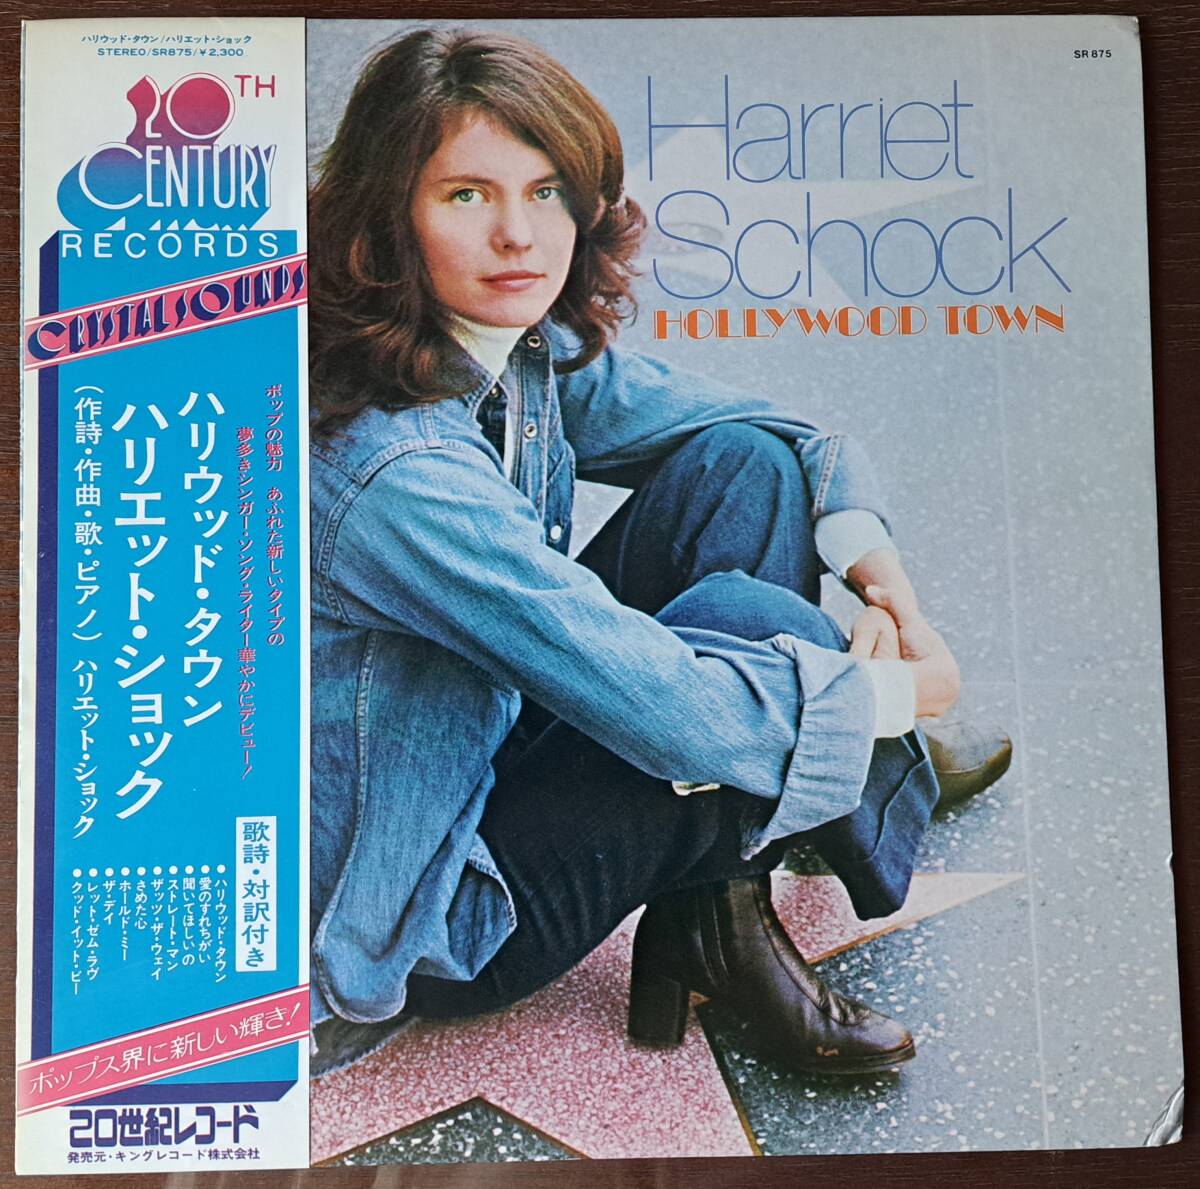 ハリウッド・タウン/ハリエット・ショック
STEREO/SR875/¥2,300
20TH
CENTURY
RECORDS
CRYSTAL SOUNDS
ポップの魅力 あふれた新しいタイプの
夢多きシンガー・ソング・ライター華やかにデビュー!
ハリウッド・タウン
ハリエット・ショック
(作詩・作曲・歌・ピアノ)ハリエット・ショック
歌詩・対訳付き
●ハリウッド・タウン
●愛のすれちがい
●聞いてほしいの
●ストレート・マン
●ザッツ・ザ・ウェイ
●さめた心
●ホールド・ミー
●ザ・デイ
●レット・ゼム・ラヴ
●クッド・イット・ビー
ポップス界に新しい輝き!
20世紀レコード
発売元・キングレコード株式会社
SR 875
Harriet
Schock
HOLLYWOOD TOWN